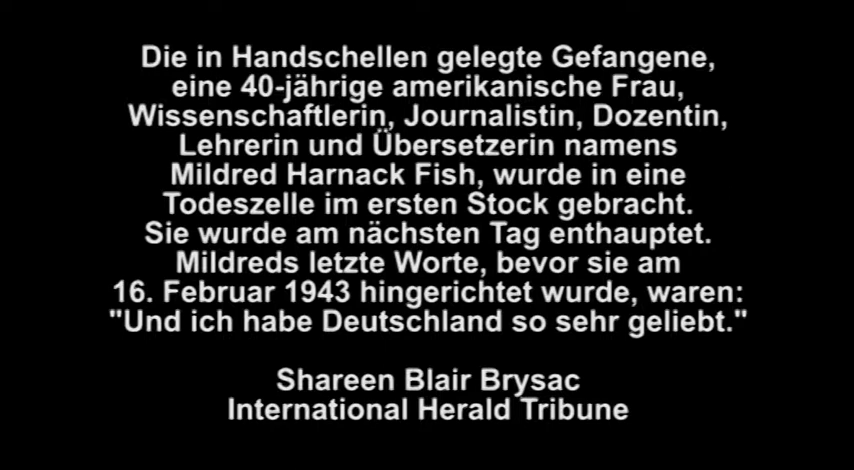 Die in Handschellen gelegte Gefangene,
eine 40-jährige amerikanische Frau,
Wissenschaftlerin, Journalistin, Dozentin,
Lehrerin und Übersetzerin namens
Mildred Harnack Fish, wurde in eine
Todeszelle im ersten Stock gebracht.
Sie wurde am nächsten Tag enthauptet.
Mildreds letzte Worte, bevor sie am
16. Februar 1943 hingerichtet wurde, waren:
"Und ich habe Deutschland so sehr geliebt."
Shareen Blair Brysac
International Herald Tribune